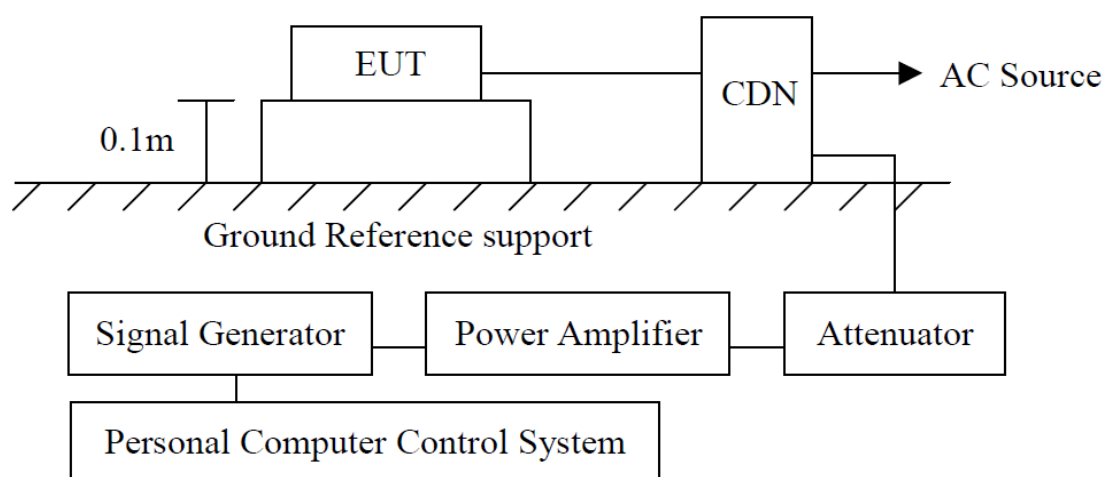 EUT
CDN
AC Source
0.1m
Ground Reference support
Signal Generator
Power Amplifier
Attenuator
Personal Computer Control System